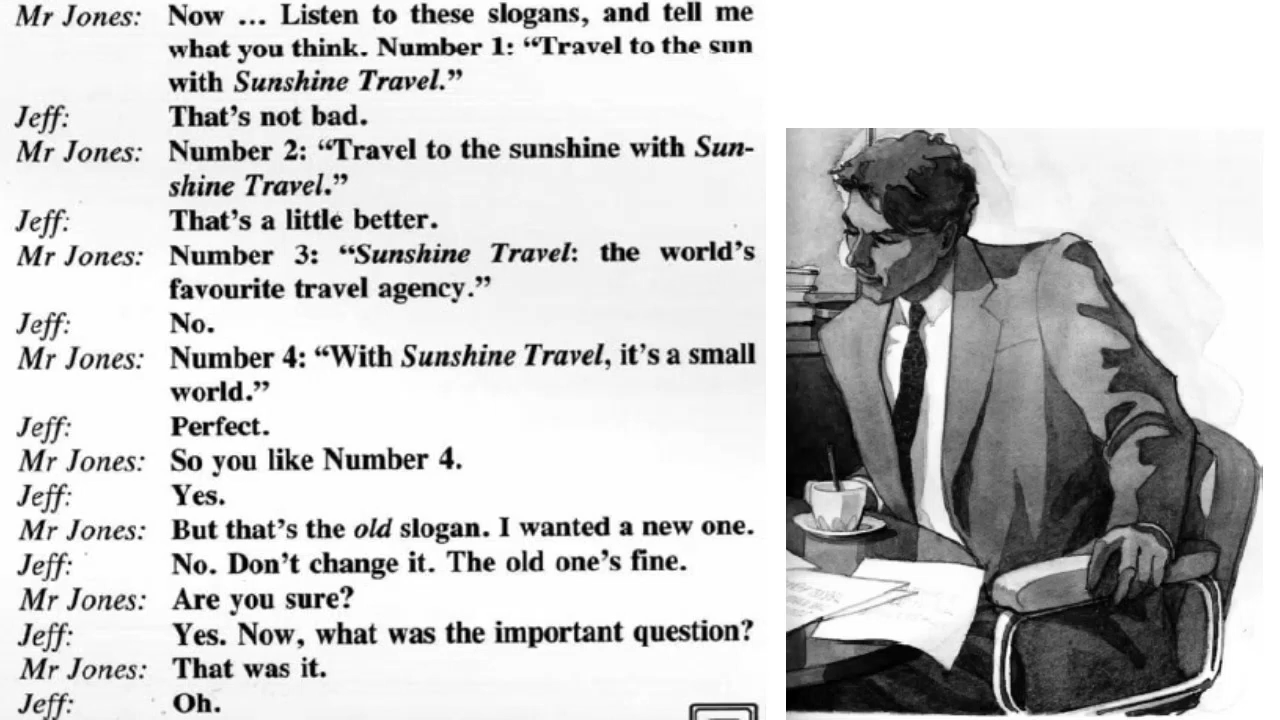 Mr Jones: Now ... Listen to these slogans, and tell me
what you think. Number 1: “Travel to the sun
with Sunshine Travel.”
Jeff: That’s not bad.
Mr Jones: Number 2: “Travel to the sunshine with Sun-
shine Travel.”
Jeff: That’s a little better.
Mr Jones: Number 3: “Sunshine Travel: the world’s
favourite travel agency.”
Jeff: No.
Mr Jones: Number 4: “With Sunshine Travel, it’s a small
world.”
Jeff: Perfect.
Mr Jones: So you like Number 4.
Jeff: Yes.
Mr Jones: But that’s the old slogan. I wanted a new one.
Jeff: No. Don’t change it. The old one’s fine.
Mr Jones: Are you sure?
Jeff: Yes. Now, what was the important question?
Mr Jones: That was it.
Jeff: Oh.